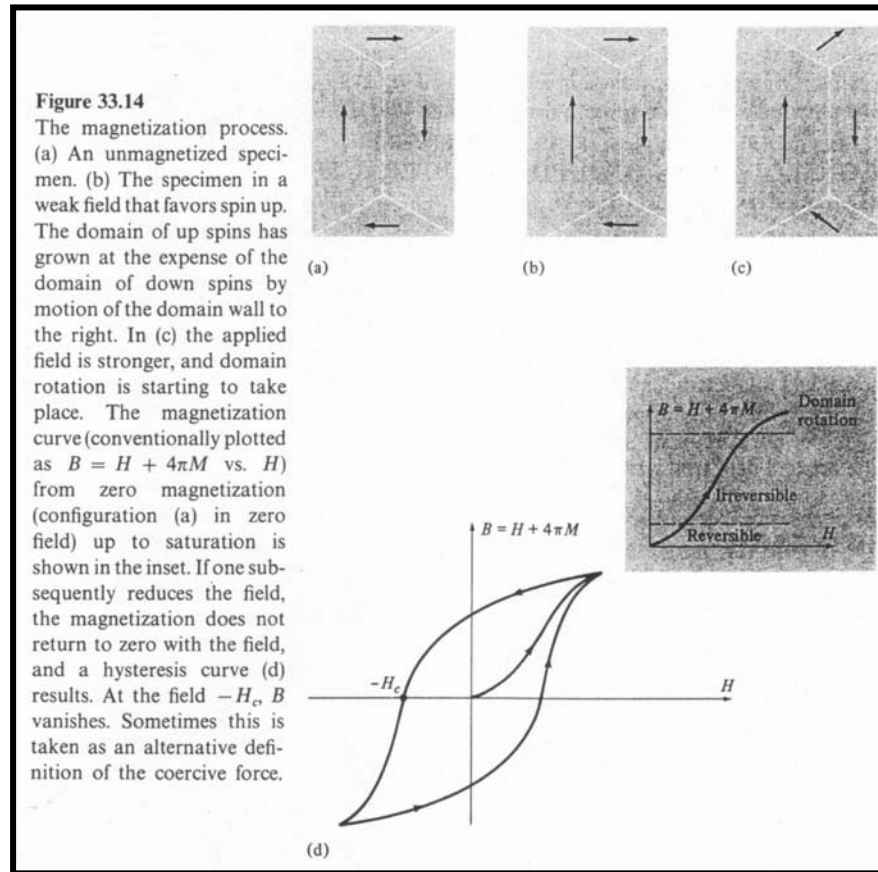 Figure 33.14
The magnetization process.
(a) An unmagnetized speci-
men. (b) The specimen in a
weak field that favors spin up.
The domain of up spins has
grown at the expense of the
domain of down spins by
motion of the domain wall to
the right. In (c) the applied
field is stronger, and domain
rotation is starting to take
place. The magnetization
curve (conventionally plotted
as B = H + 4πM vs. H)
from zero magnetization
(configuration (a) in zero
field) up to saturation is
shown in the inset. If one sub-
sequently reduces the field,
the magnetization does not
return to zero with the field,
and a hysteresis curve (d)
results. At the field −Hc, B
vanishes. Sometimes this is
taken as an alternative defi-
nition of the coercive force.
(a)
(b)
(c)
B = H + 4πM
Domain
rotation
Irreversible
Reversible
H
B = H + 4πM
−Hc
H
(d)